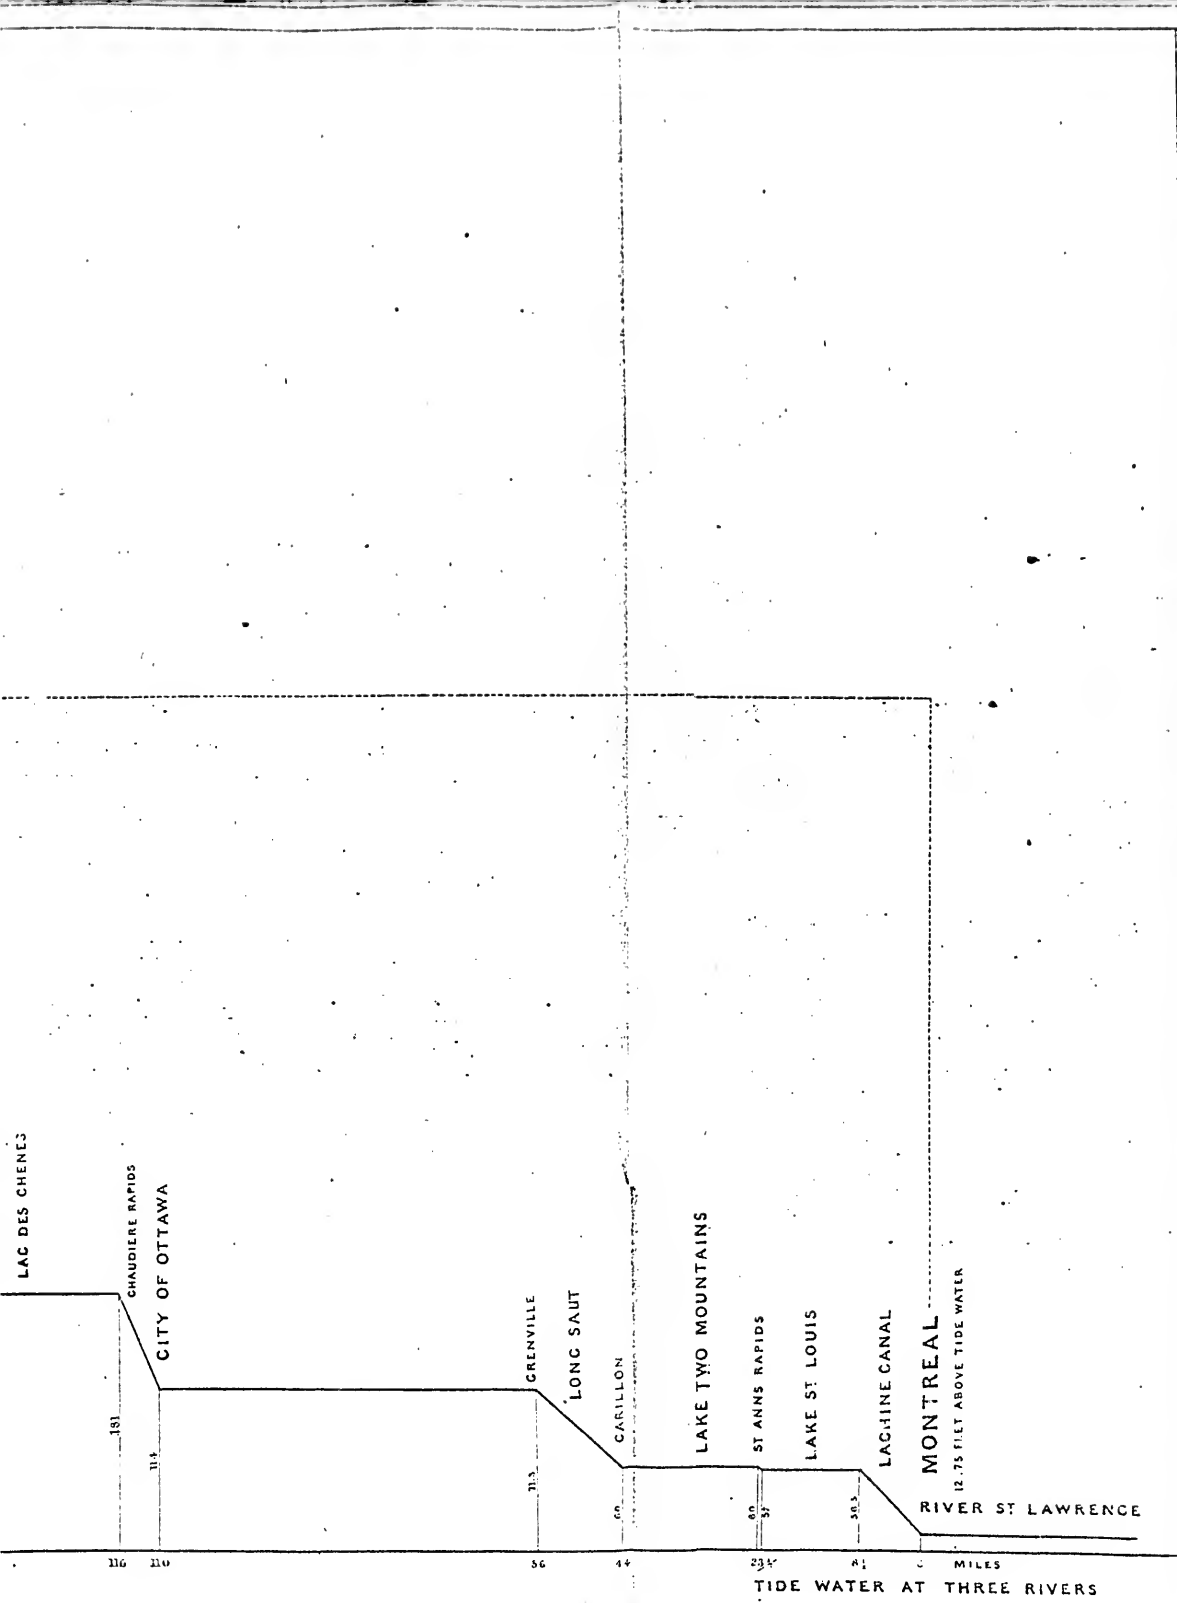 LAC DES CHENES
CHAUDIERE RAPIDS
CITY OF OTTAWA
GRENVILLE
LONG SAUT
CARILLON
LAKE TWO MOUNTAINS
ST ANNS RAPIDS
LAKE ST LOUIS
LACHINE CANAL
MONTREAL
12.75 FEET ABOVE TIDE WATER
RIVER ST LAWRENCE
181
116 110 56 44 MILES
TIDE WATER AT THREE RIVERS